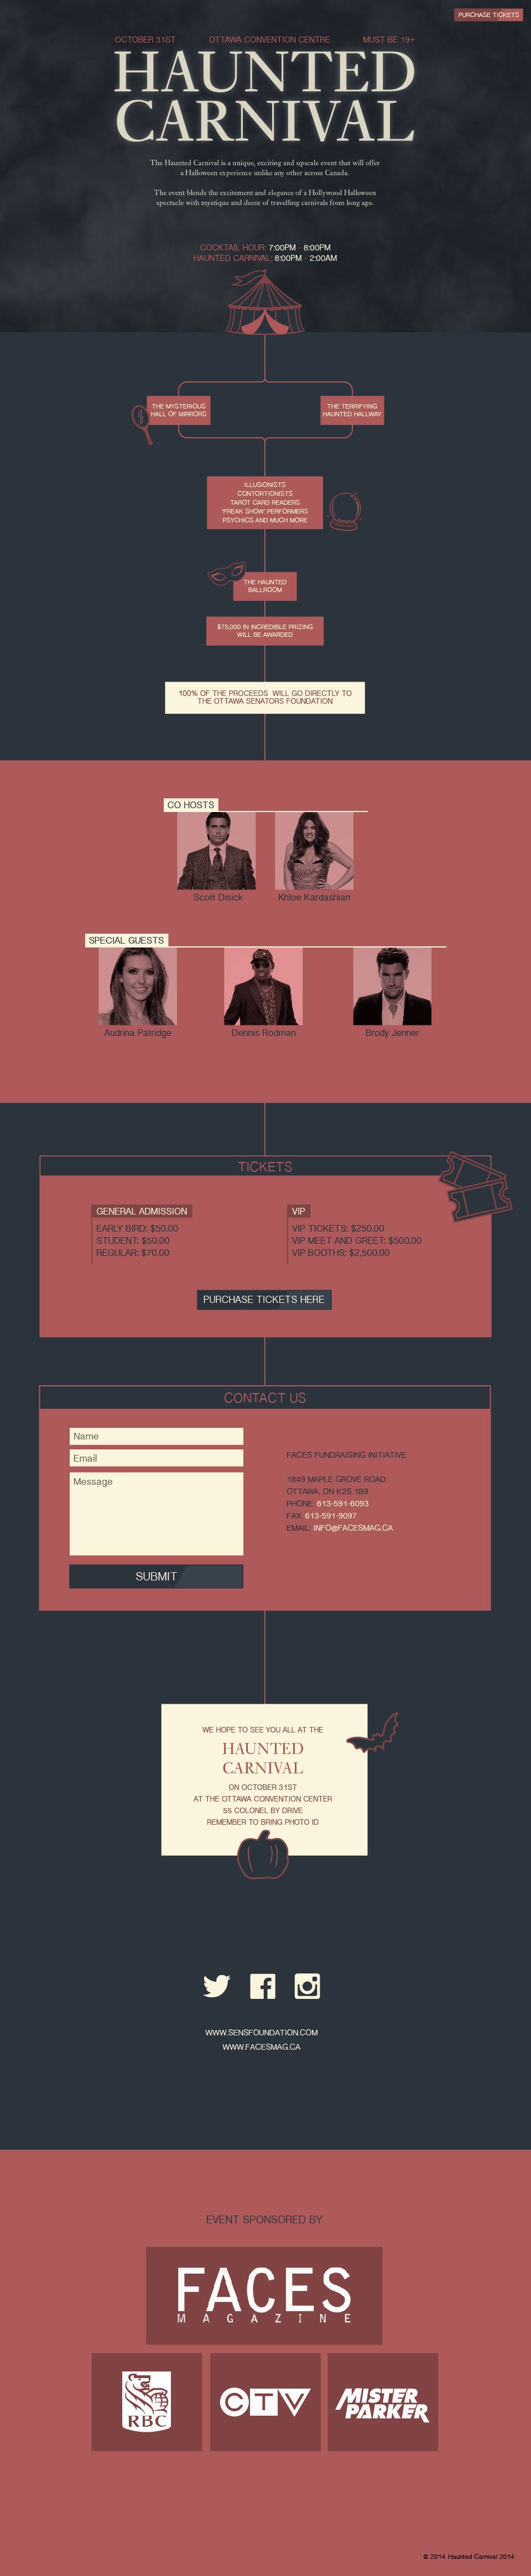 PURCHASE TICKETS
OCTOBER 31ST OTTAWA CONVENTION CENTRE MUST BE 19+
HAUNTED
CARNIVAL
The Haunted Carnival is a unique, exciting and upscale event that will offer
a Halloween experience unlike any other across Canada.
The event blends the excitement and elegance of a Hollywood Halloween
spectacle with mystique and decor of travelling carnivals from long ago.
COCKTAIL HOUR: 7:00PM - 8:00PM
HAUNTED CARNIVAL: 8:00PM - 2:00AM
THE MYSTERIOUS
HALL OF MIRRORS
THE TERRIFYING
HAUNTED HALLWAY
ILLUSIONISTS
CONTORTIONISTS
TAROT CARD READERS
'FREAK SHOW' PERFORMERS
PSYCHICS AND MUCH MORE
THE HAUNTED
BALLROOM
$75,000 IN INCREDIBLE PRIZING
WILL BE AWARDED
100% OF THE PROCEEDS WILL GO DIRECTLY TO
THE OTTAWA SENATORS FOUNDATION
CO HOSTS
Scott Disick Khloe Kardashian
SPECIAL GUESTS
Audrina Patridge Dennis Rodman Brody Jenner
TICKETS
GENERAL ADMISSION
EARLY BIRD: $50.00
STUDENT: $50.00
REGULAR: $70.00
VIP
VIP TICKETS: $250.00
VIP MEET AND GREET: $500.00
VIP BOOTHS: $2,500.00
PURCHASE TICKETS HERE
CONTACT US
Name
Email
Message
SUBMIT
FACES FUNDRAISING INITIATIVE
1849 MAPLE GROVE ROAD
OTTAWA, ON K2S 1B9
PHONE: 613-591-6093
FAX: 613-591-9097
EMAIL: INFO@FACESMAG.CA
WE HOPE TO SEE YOU ALL AT THE
HAUNTED
CARNIVAL
ON OCTOBER 31ST
AT THE OTTAWA CONVENTION CENTER
55 COLONEL BY DRIVE
REMEMBER TO BRING PHOTO ID
WWW.SENSFOUNDATION.COM
WWW.FACESMAG.CA
EVENT SPONSORED BY
FACES
MAGAZINE
RBC
CTV
MISTER
PARKER
© 2014 Haunted Carnival 2014